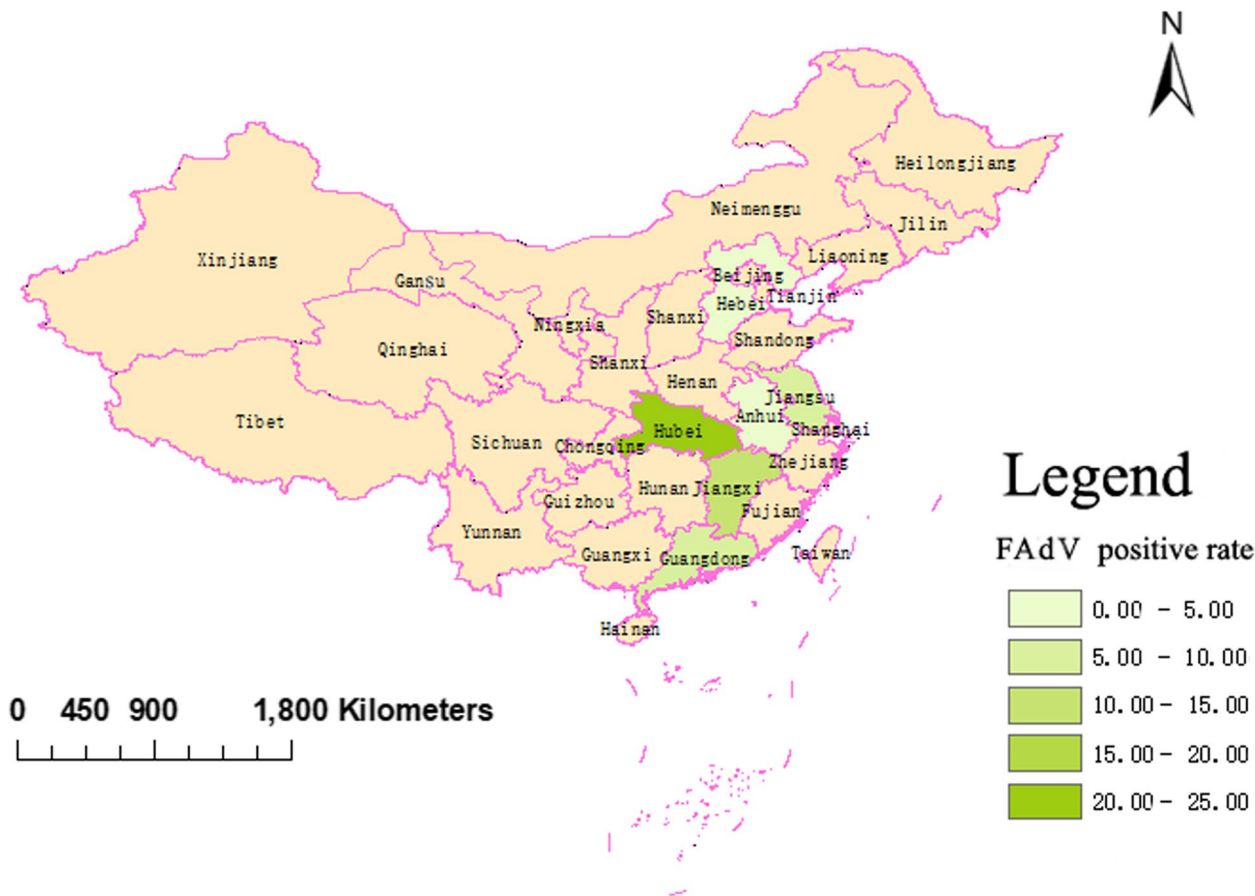 N
Heilongjiang
Neimenggu
Jilin
Xinjiang
Liaoning
Gansu
Beijing
Tianjin
Hebei
Ningxia
Shanxi
Shandong
Qinghai
Shanxi
Henan
Jiangsu
Tibet
Anhui
Hubei
Shanghai
Sichuan
Chongqing
Zhejiang
Hunan
Jiangxi
Guizhou
Fujian
Yunnan
Guangxi
Guangdong
Taiwan
Hainan
0 450 900 1,800 Kilometers
Legend
FAdV positive rate
0.00 - 5.00
5.00 - 10.00
10.00 - 15.00
15.00 - 20.00
20.00 - 25.00